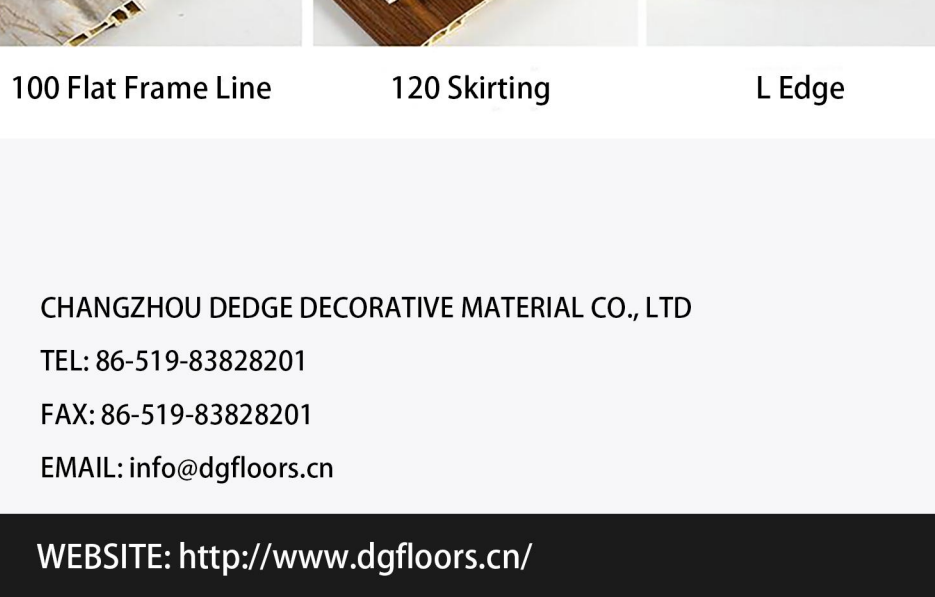 100 Flat Frame Line 120 Skirting L Edge
CHANGZHOU DEDGE DECORATIVE MATERIAL CO., LTD
TEL: 86-519-83828201
FAX: 86-519-83828201
EMAIL: info@dgfloors.cn
WEBSITE: http://www.dgfloors.cn/